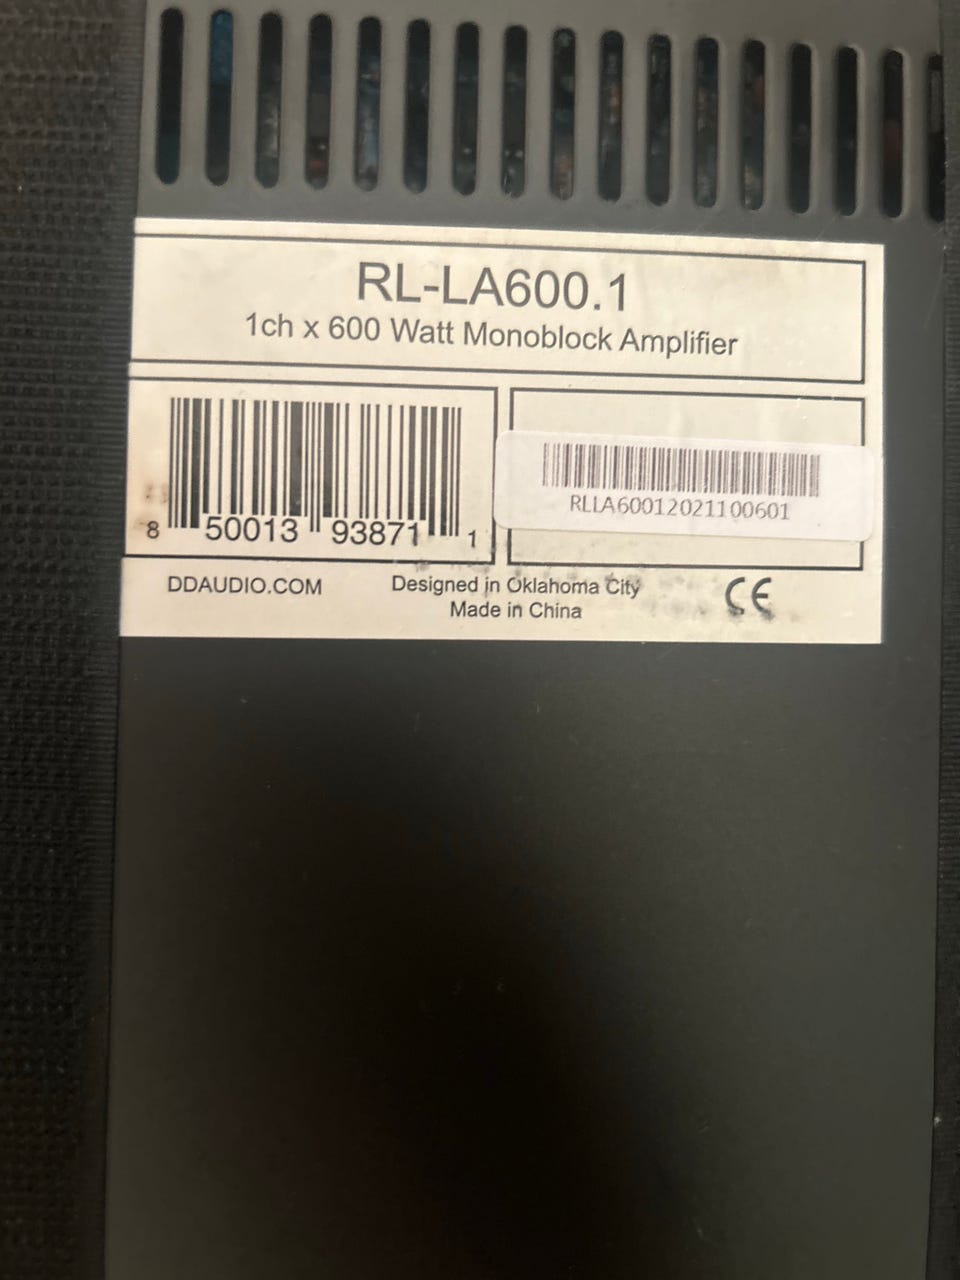 RL-LA600.1
1ch x 600 Watt Monoblock Amplifier
8 50013 93871 1
RLLA60012021100601
DDAUDIO.COM
Designed in Oklahoma City
Made in China
CE